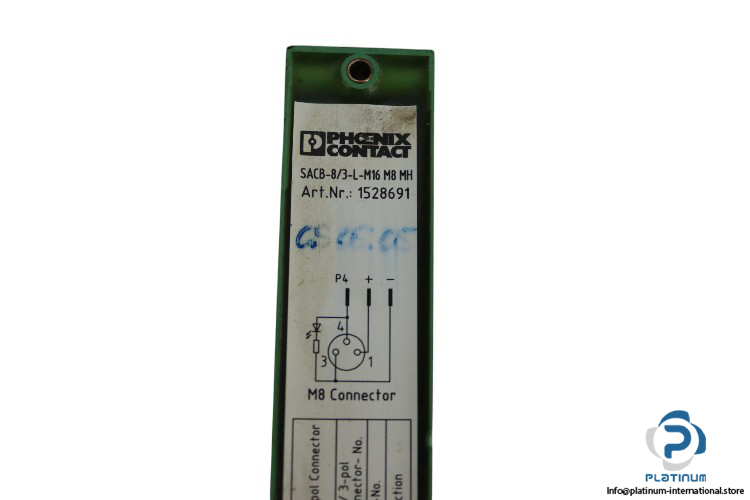 PHOENIX
CONTACT
SACB-8/3-L-M16 M8 MH
Art.Nr.: 1528691
P4 + -
4
3 1
M8 Connector
pol Connector
/ 3-pol
nnector- No.
-No.
ction
PLATINUM
Info@platinum-international.store